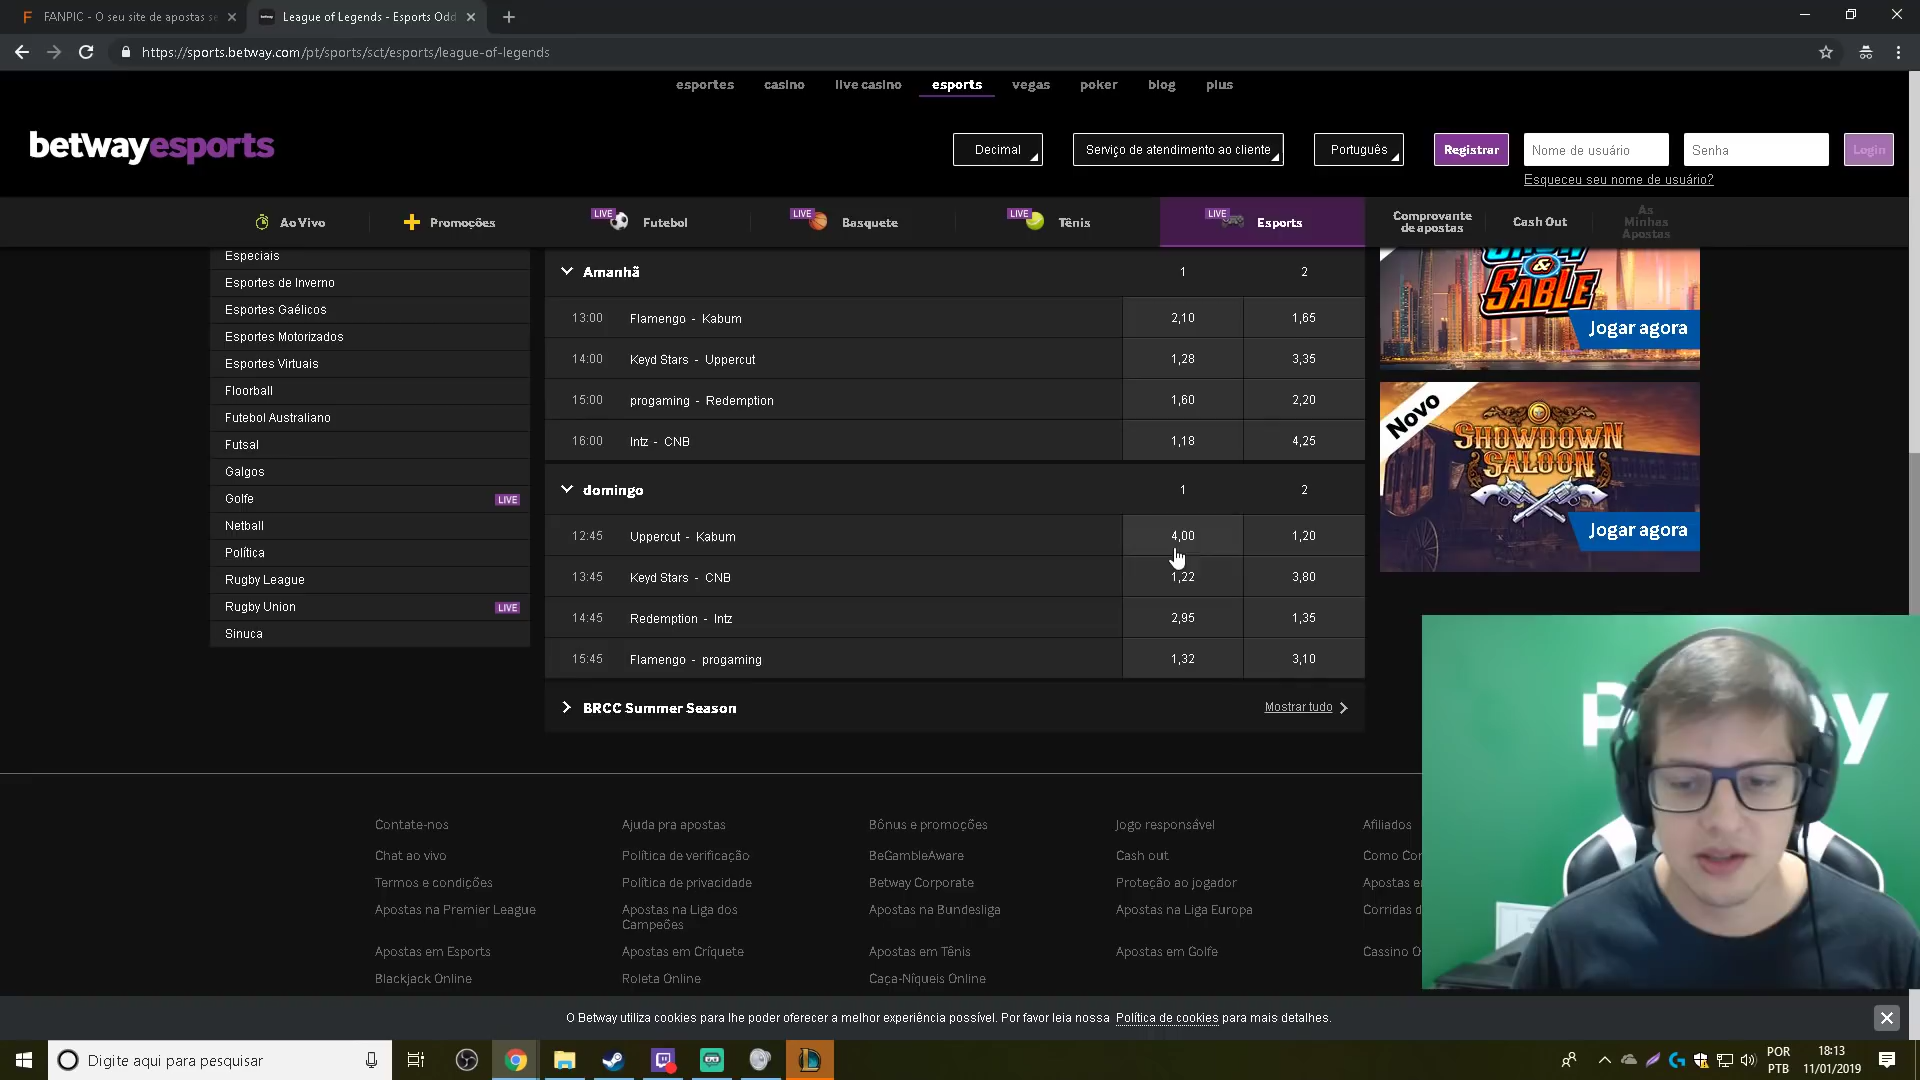 FANPIC - O seu site de apostas se
League of Legends - Esports Odd
https://sports.betway.com/pt/sports/sct/esports/league-of-legends
esportes casino live casino esports vegas poker blog plus
betwayesports
Decimal
Serviço de atendimento ao cliente
Português
Registrar
Nome de usuário
Senha
Login
Esqueceu seu nome de usuário?
Ao Vivo
Promoções
LIVE Futebol
LIVE Basquete
LIVE Tênis
LIVE Esports
Comprovante
de apostas
Cash Out
As
Minhas
Apostas
Especiais
Esportes de Inverno
Esportes Gaélicos
Esportes Motorizados
Esportes Virtuais
Floorball
Futebol Australiano
Futsal
Galgos
Golfe LIVE
Netball
Política
Rugby League
Rugby Union LIVE
Sinuca
Amanhã 1 2
13:00 Flamengo - Kabum 2,10 1,65
14:00 Keyd Stars - Uppercut 1,28 3,35
15:00 progaming - Redemption 1,60 2,20
16:00 Intz - CNB 1,18 4,25
domingo 1 2
12:45 Uppercut - Kabum 4,00 1,20
13:45 Keyd Stars - CNB 1,22 3,80
14:45 Redemption - Intz 2,95 1,35
15:45 Flamengo - progaming 1,32 3,10
BRCC Summer Season Mostrar tudo
& SABLE
Jogar agora
Novo
SHOWDOWN
SALOON
Jogar agora
Contate-nos
Chat ao vivo
Termos e condições
Apostas na Premier League
Apostas em Esports
Blackjack Online
Ajuda pra apostas
Política de verificação
Política de privacidade
Apostas na Liga dos
Campeões
Apostas em Críquete
Roleta Online
Bônus e promoções
BeGambleAware
Betway Corporate
Apostas na Bundesliga
Apostas em Tênis
Caça-Níqueis Online
Jogo responsável
Cash out
Proteção ao jogador
Apostas na Liga Europa
Apostas em Golfe
Afiliados
Como Cor
Apostas e
Corridas d
Cassino O
O Betway utiliza cookies para lhe poder oferecer a melhor experiência possível. Por favor leia nossa Política de cookies para mais detalhes.
Digite aqui para pesquisar
POR
PTB
18:13
11/01/2019